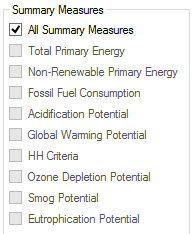 Summary Measures
All Summary Measures
Total Primary Energy
Non-Renewable Primary Energy
Fossil Fuel Consumption
Acidification Potential
Global Warming Potential
HH Criteria
Ozone Depletion Potential
Smog Potential
Eutrophication Potential